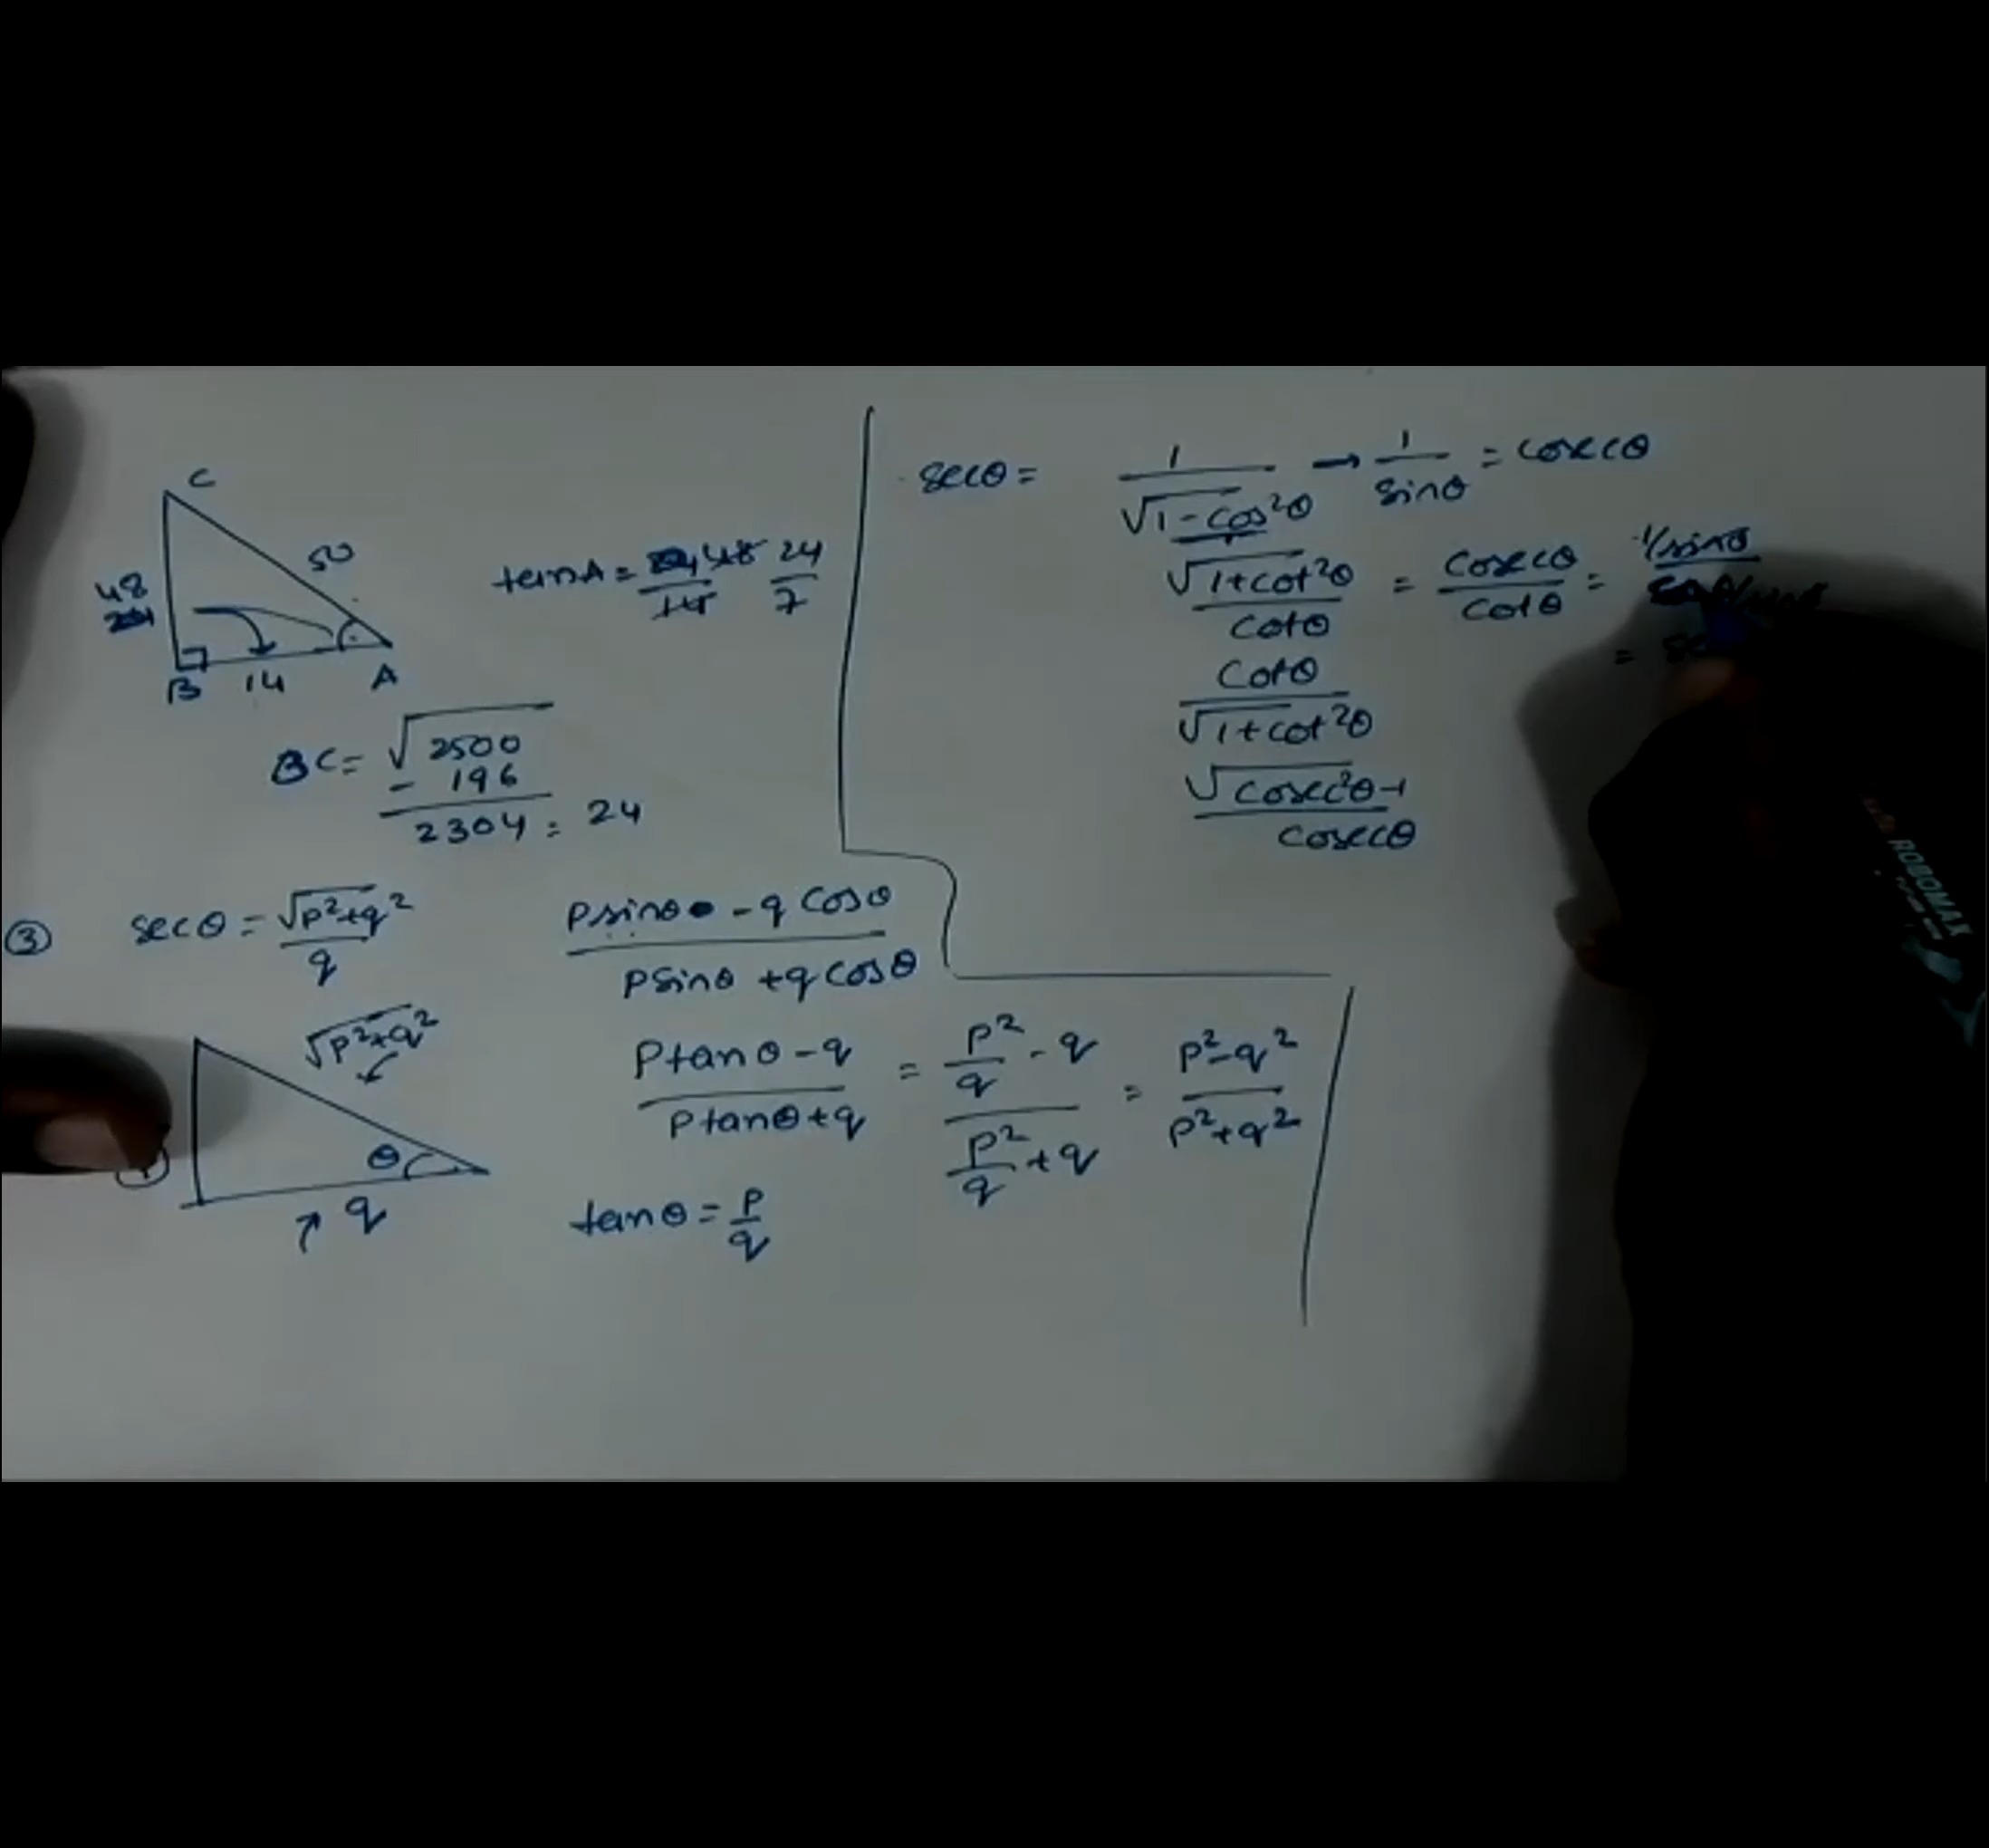 C
50
48
B 14 A
tanA = 48/14 24/7
BC = √2500
- 196
2304 = 24
secθ = 1/√1-cos²θ → 1/sinθ = cosecθ
√1+cot²θ/cotθ = cosecθ/cotθ = 1/sinθ
=
cotθ/√1+cot²θ
√cosec²θ-1/cosecθ
③ secθ = √p²+q²/q
psinθ - q cosθ/psinθ + q cosθ
√p²+q²
θ
q
ptanθ - q/ptanθ + q = p²/q - q/p²/q + q = p²-q²/p²+q²
tanθ = p/q
ROBOMAX